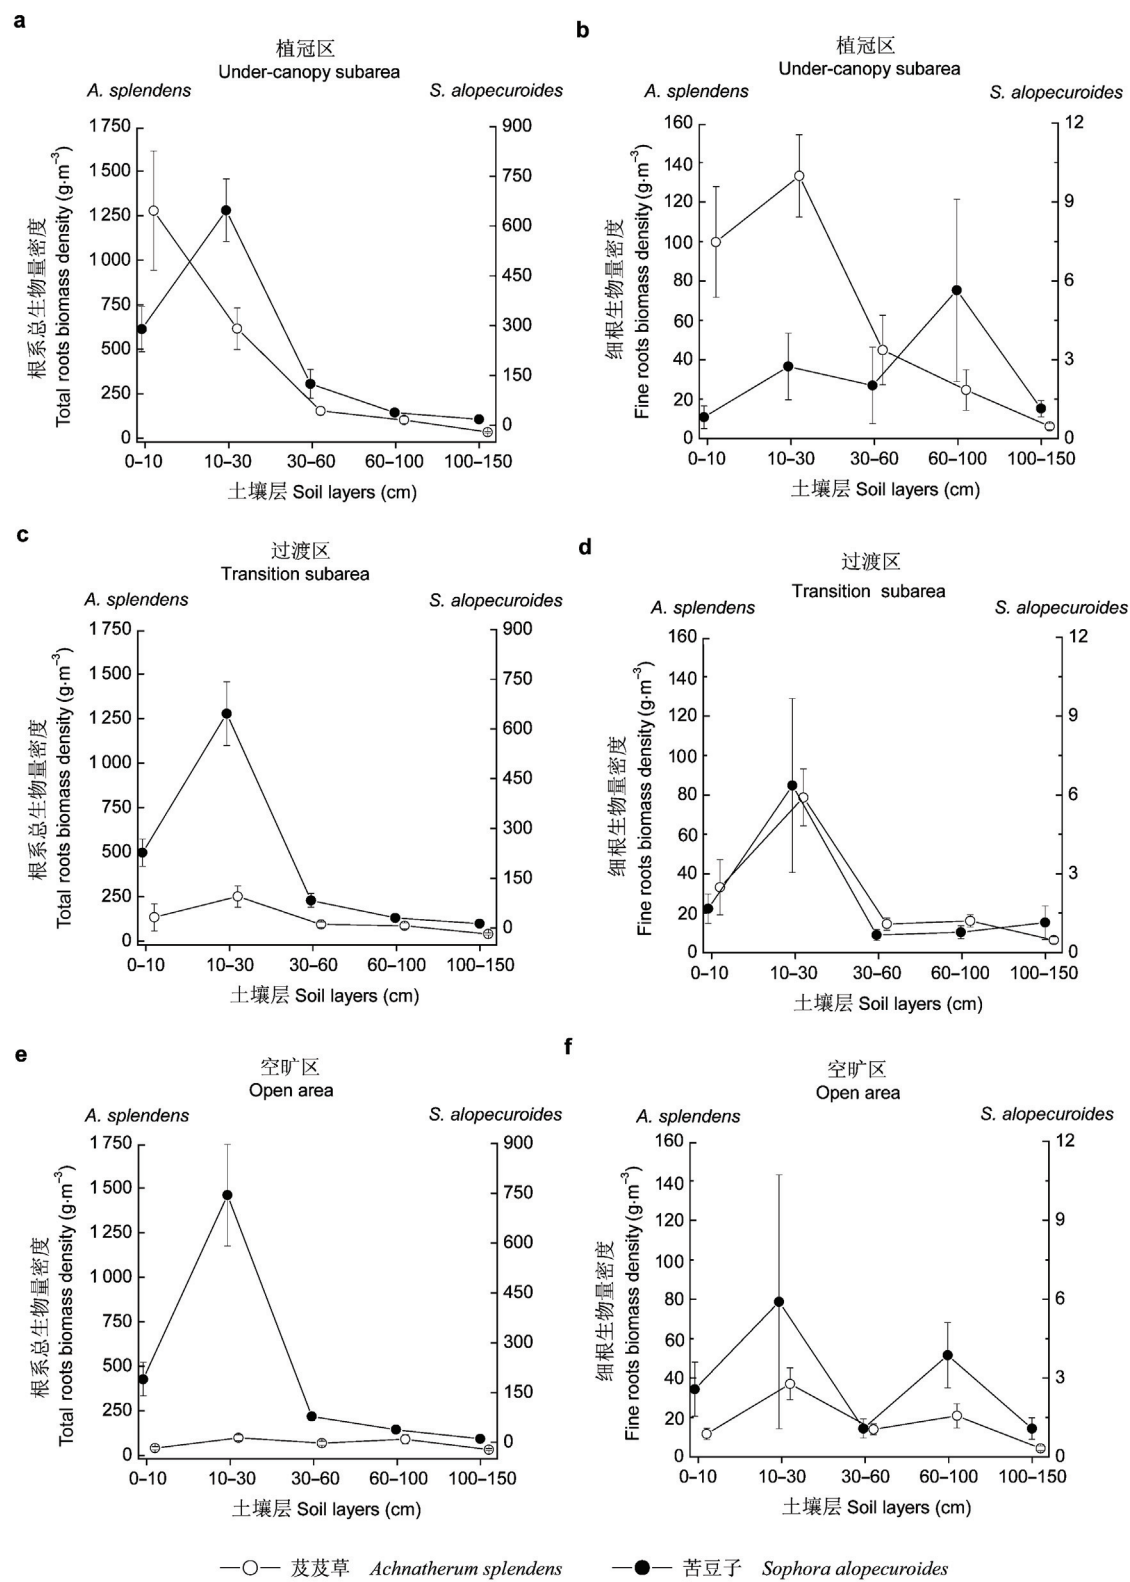 a
植冠区
Under-canopy subarea
A. splendens
S. alopecuroides
根系总生物量密度
Total roots biomass density (g·m⁻³)
1 750
1 500
1 250
1 000
750
500
250
0
900
750
600
450
300
150
0
0–10
10–30
30–60
60–100
100–150
土壤层 Soil layers (cm)
b
植冠区
Under-canopy subarea
A. splendens
S. alopecuroides
细根生物量密度
Fine roots biomass density (g·m⁻³)
160
140
120
100
80
60
40
20
0
12
9
6
3
0
0–10
10–30
30–60
60–100
100–150
土壤层 Soil layers (cm)
c
过渡区
Transition subarea
A. splendens
S. alopecuroides
根系总生物量密度
Total roots biomass density (g·m⁻³)
1 750
1 500
1 250
1 000
750
500
250
0
900
750
600
450
300
150
0
0–10
10–30
30–60
60–100
100–150
土壤层 Soil layers (cm)
d
过渡区
Transition subarea
A. splendens
S. alopecuroides
细根生物量密度
Fine roots biomass density (g·m⁻³)
160
140
120
100
80
60
40
20
0
12
9
6
3
0
0–10
10–30
30–60
60–100
100–150
土壤层 Soil layers (cm)
e
空旷区
Open area
A. splendens
S. alopecuroides
根系总生物量密度
Total roots biomass density (g·m⁻³)
1 750
1 500
1 250
1 000
750
500
250
0
900
750
600
450
300
150
0
0–10
10–30
30–60
60–100
100–150
土壤层 Soil layers (cm)
f
空旷区
Open area
A. splendens
S. alopecuroides
细根生物量密度
Fine roots biomass density (g·m⁻³)
160
140
120
100
80
60
40
20
0
12
9
6
3
0
0–10
10–30
30–60
60–100
100–150
土壤层 Soil layers (cm)
芨芨草 Achnatherum splendens
苦豆子 Sophora alopecuroides